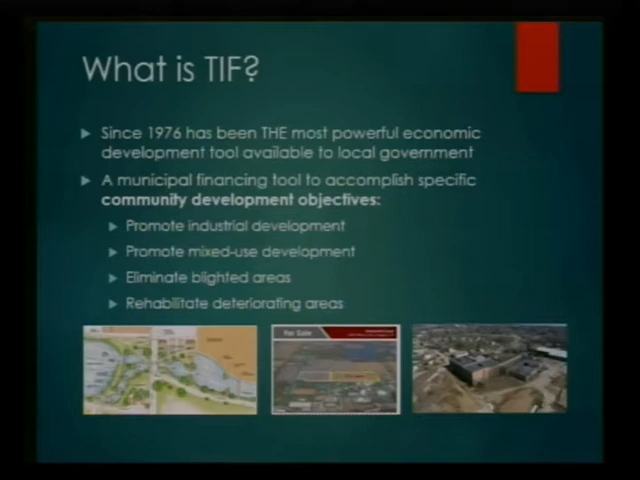 What is TIF?
Since 1976 has been THE most powerful economic
development tool available to local government
A municipal financing tool to accomplish specific
community development objectives:
Promote industrial development
Promote mixed-use development
Eliminate blighted areas
Rehabilitate deteriorating areas
For Sale